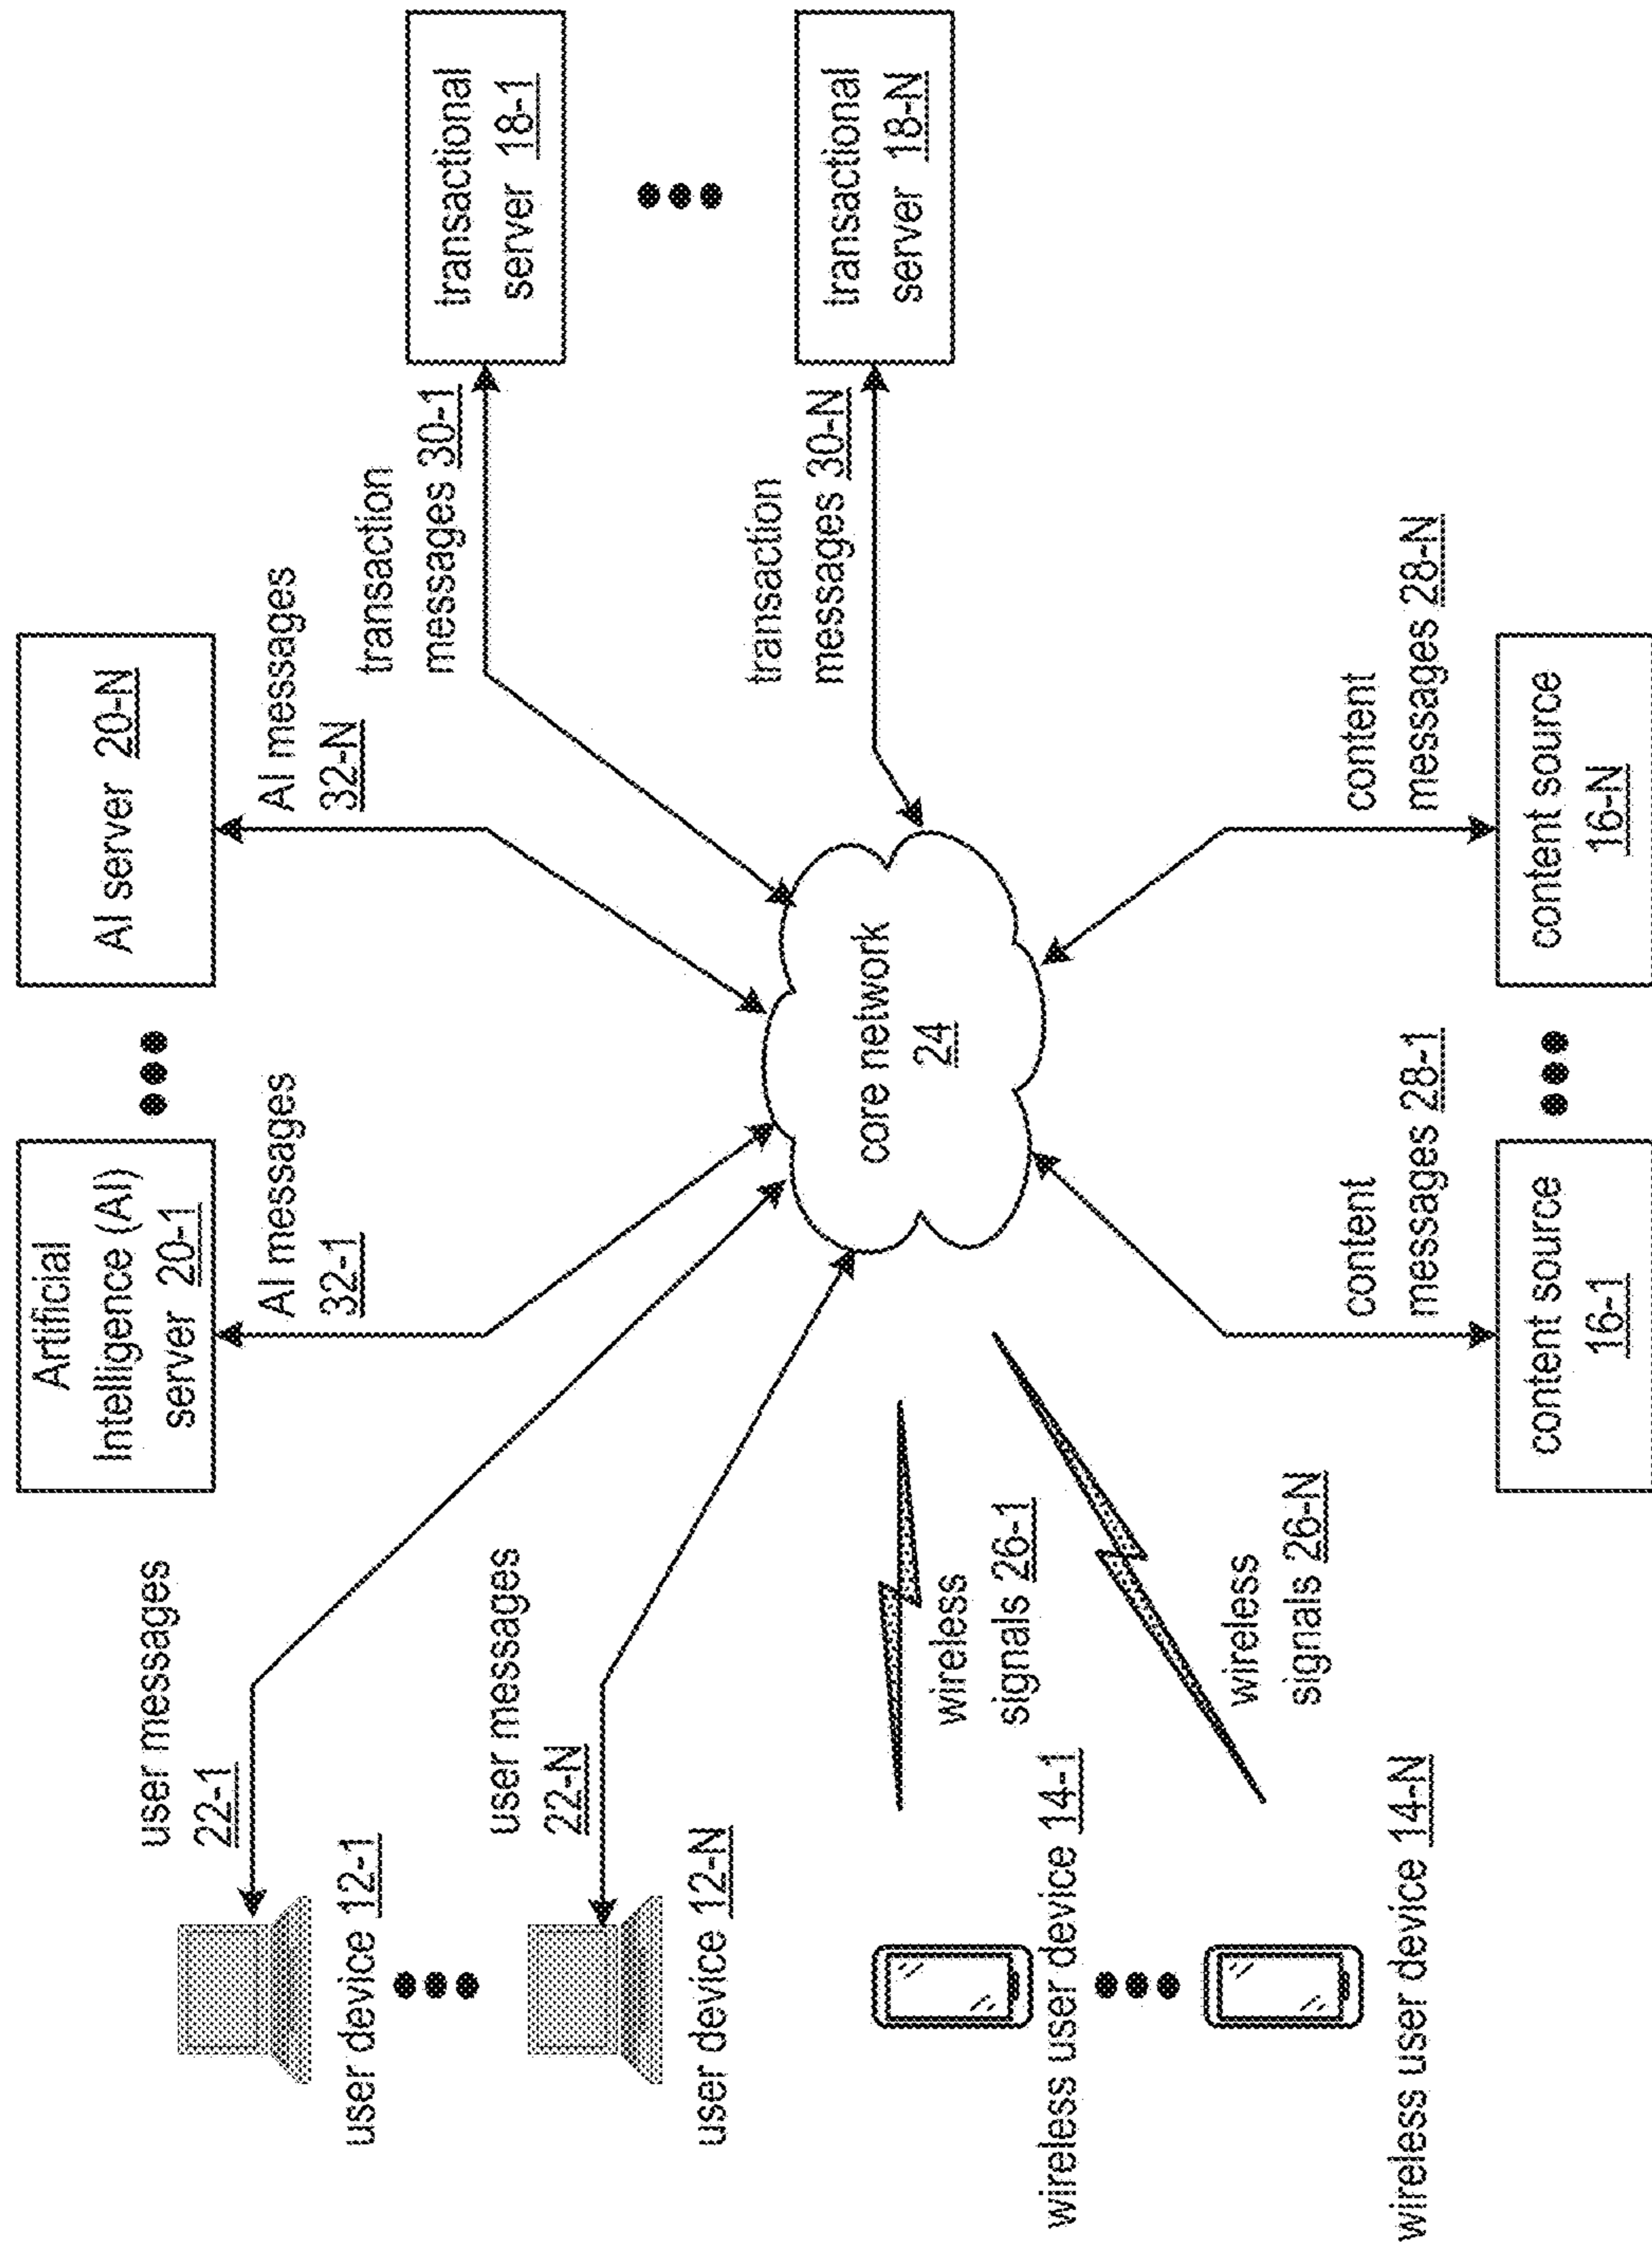 Artificial
Intelligence (AI)
server 20-1
AI server 20-N
AI messages
32-1
AI messages
32-N
user messages
22-1
user device 12-1
user messages
22-N
user device 12-N
transaction
messages 30-1
transactional
server 18-1
transaction
messages 30-N
transactional
server 18-N
core network
24
wireless
signals 26-1
wireless user device 14-1
wireless
signals 26-N
wireless user device 14-N
content
messages 28-1
content
messages 28-N
content source
16-1
content source
16-N